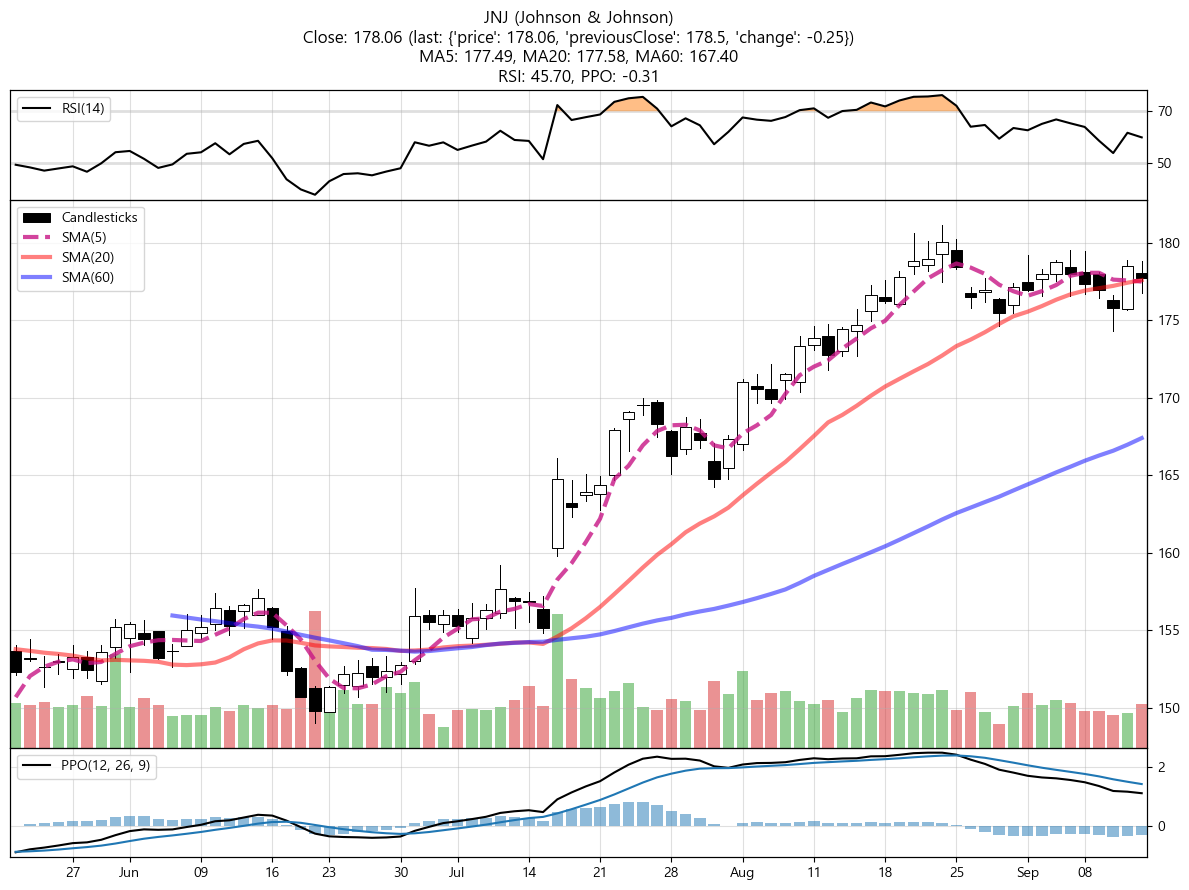 JNJ (Johnson & Johnson)
Close: 178.06 (last: {'price': 178.06, 'previousClose': 178.5, 'change': -0.25})
MA5: 177.49, MA20: 177.58, MA60: 167.40
RSI: 45.70, PPO: -0.31
RSI(14)
70
50
Candlesticks
SMA(5)
SMA(20)
SMA(60)
180
175
170
165
160
155
150
PPO(12, 26, 9)
2
0
27 Jun 09 16 23 30 Jul 14 21 28 Aug 11 18 25 Sep 08